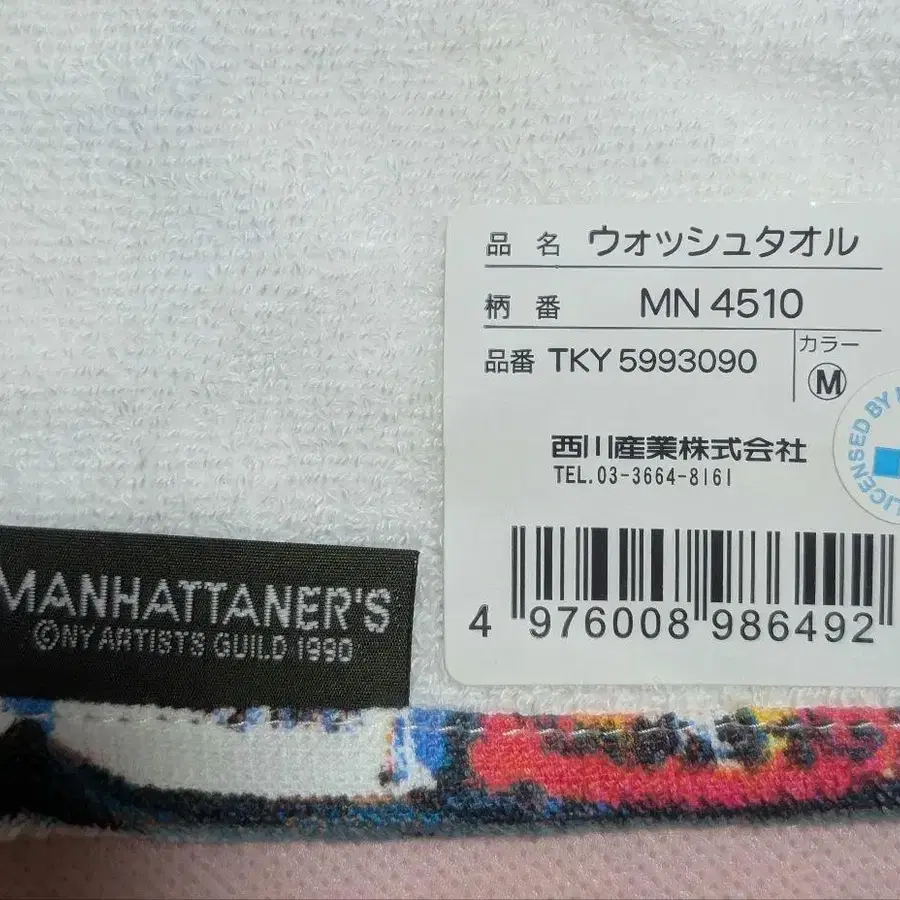 品名 ウォッシュタオル
柄番 MN 4510
品番 TKY 5993090
カラー
M
LICENSED BY
西川産業株式会社
TEL.03-3664-8161
4 976008 986492
MANHATTANER'S
©NY ARTISTS GUILD 1990